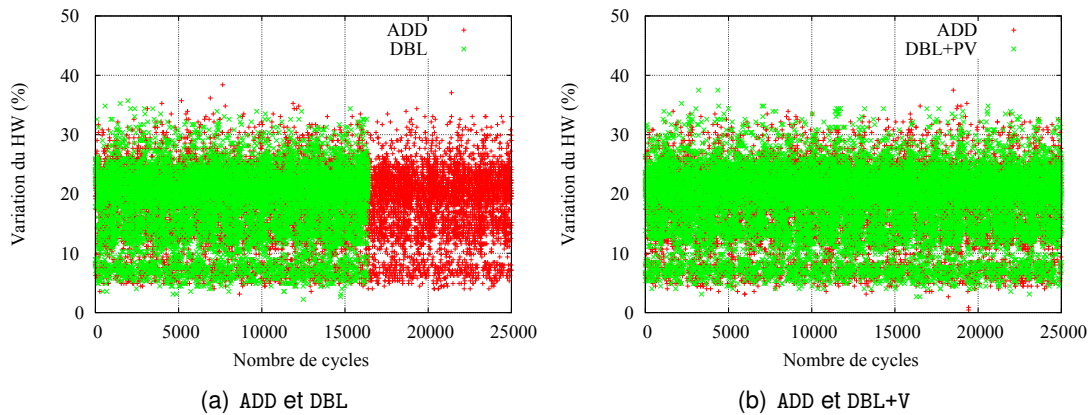 50
40
30
20
10
0
Variation du HW (%)
ADD
DBL
0 5000 10000 15000 20000 25000
Nombre de cycles
(a) ADD et DBL
50
40
30
20
10
0
Variation du HW (%)
ADD
DBL+PV
0 5000 10000 15000 20000 25000
Nombre de cycles
(b) ADD et DBL+V